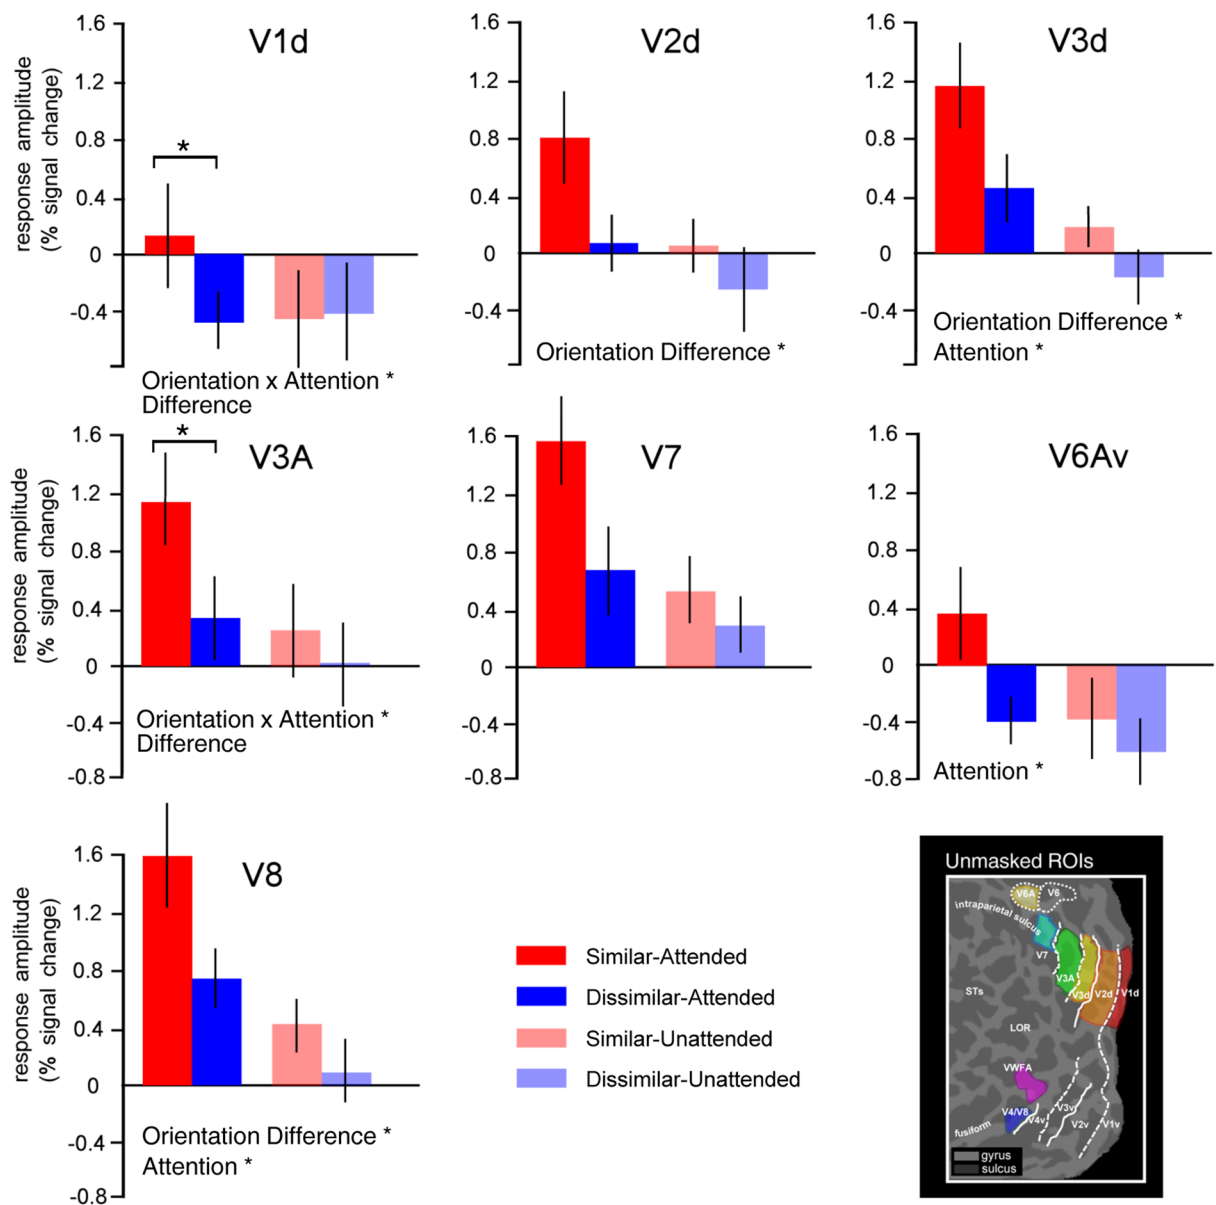 V1d
response amplitude
(% signal change)
1.6
1.2
0.8
0.4
0
-0.4
*
Orientation x Attention *
Difference
V2d
1.6
1.2
0.8
0.4
0
-0.4
Orientation Difference *
V3d
1.6
1.2
0.8
0.4
0
-0.4
Orientation Difference *
Attention *
V3A
response amplitude
(% signal change)
1.6
1.2
0.8
0.4
0
-0.4
-0.8
*
Orientation x Attention *
Difference
V7
1.6
1.2
0.8
0.4
0
-0.4
-0.8
V6Av
1.6
1.2
0.8
0.4
0
-0.4
-0.8
Attention *
V8
response amplitude
(% signal change)
1.6
1.2
0.8
0.4
0
-0.4
-0.8
Orientation Difference *
Attention *
Similar-Attended
Dissimilar-Attended
Similar-Unattended
Dissimilar-Unattended
Unmasked ROIs
V6A
V6
intraparietal sulcus
V7
V3A
V3d
V2d
V1d
STs
LOR
VWFA
V4/V8
V4v
V3v
V2v
V1v
fusiform
gyrus
sulcus